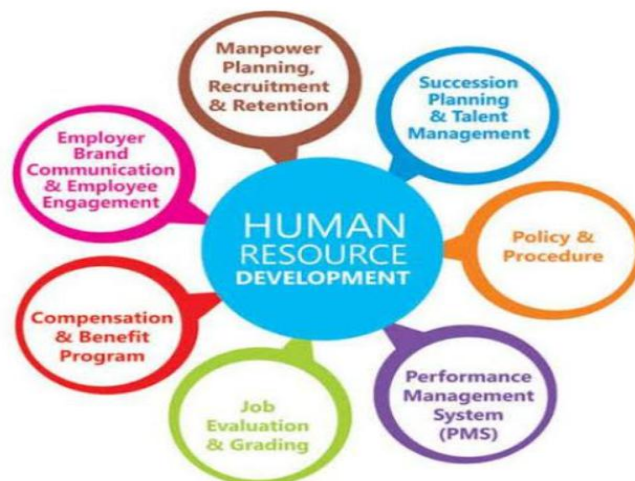 Manpower
Planning,
Recruitment
& Retention
Succession
Planning
& Talent
Management
Employer
Brand
Communication
& Employee
Engagement
HUMAN
RESOURCE
DEVELOPMENT
Policy &
Procedure
Compensation
& Benefit
Program
Performance
Management
System
(PMS)
Job
Evaluation
& Grading